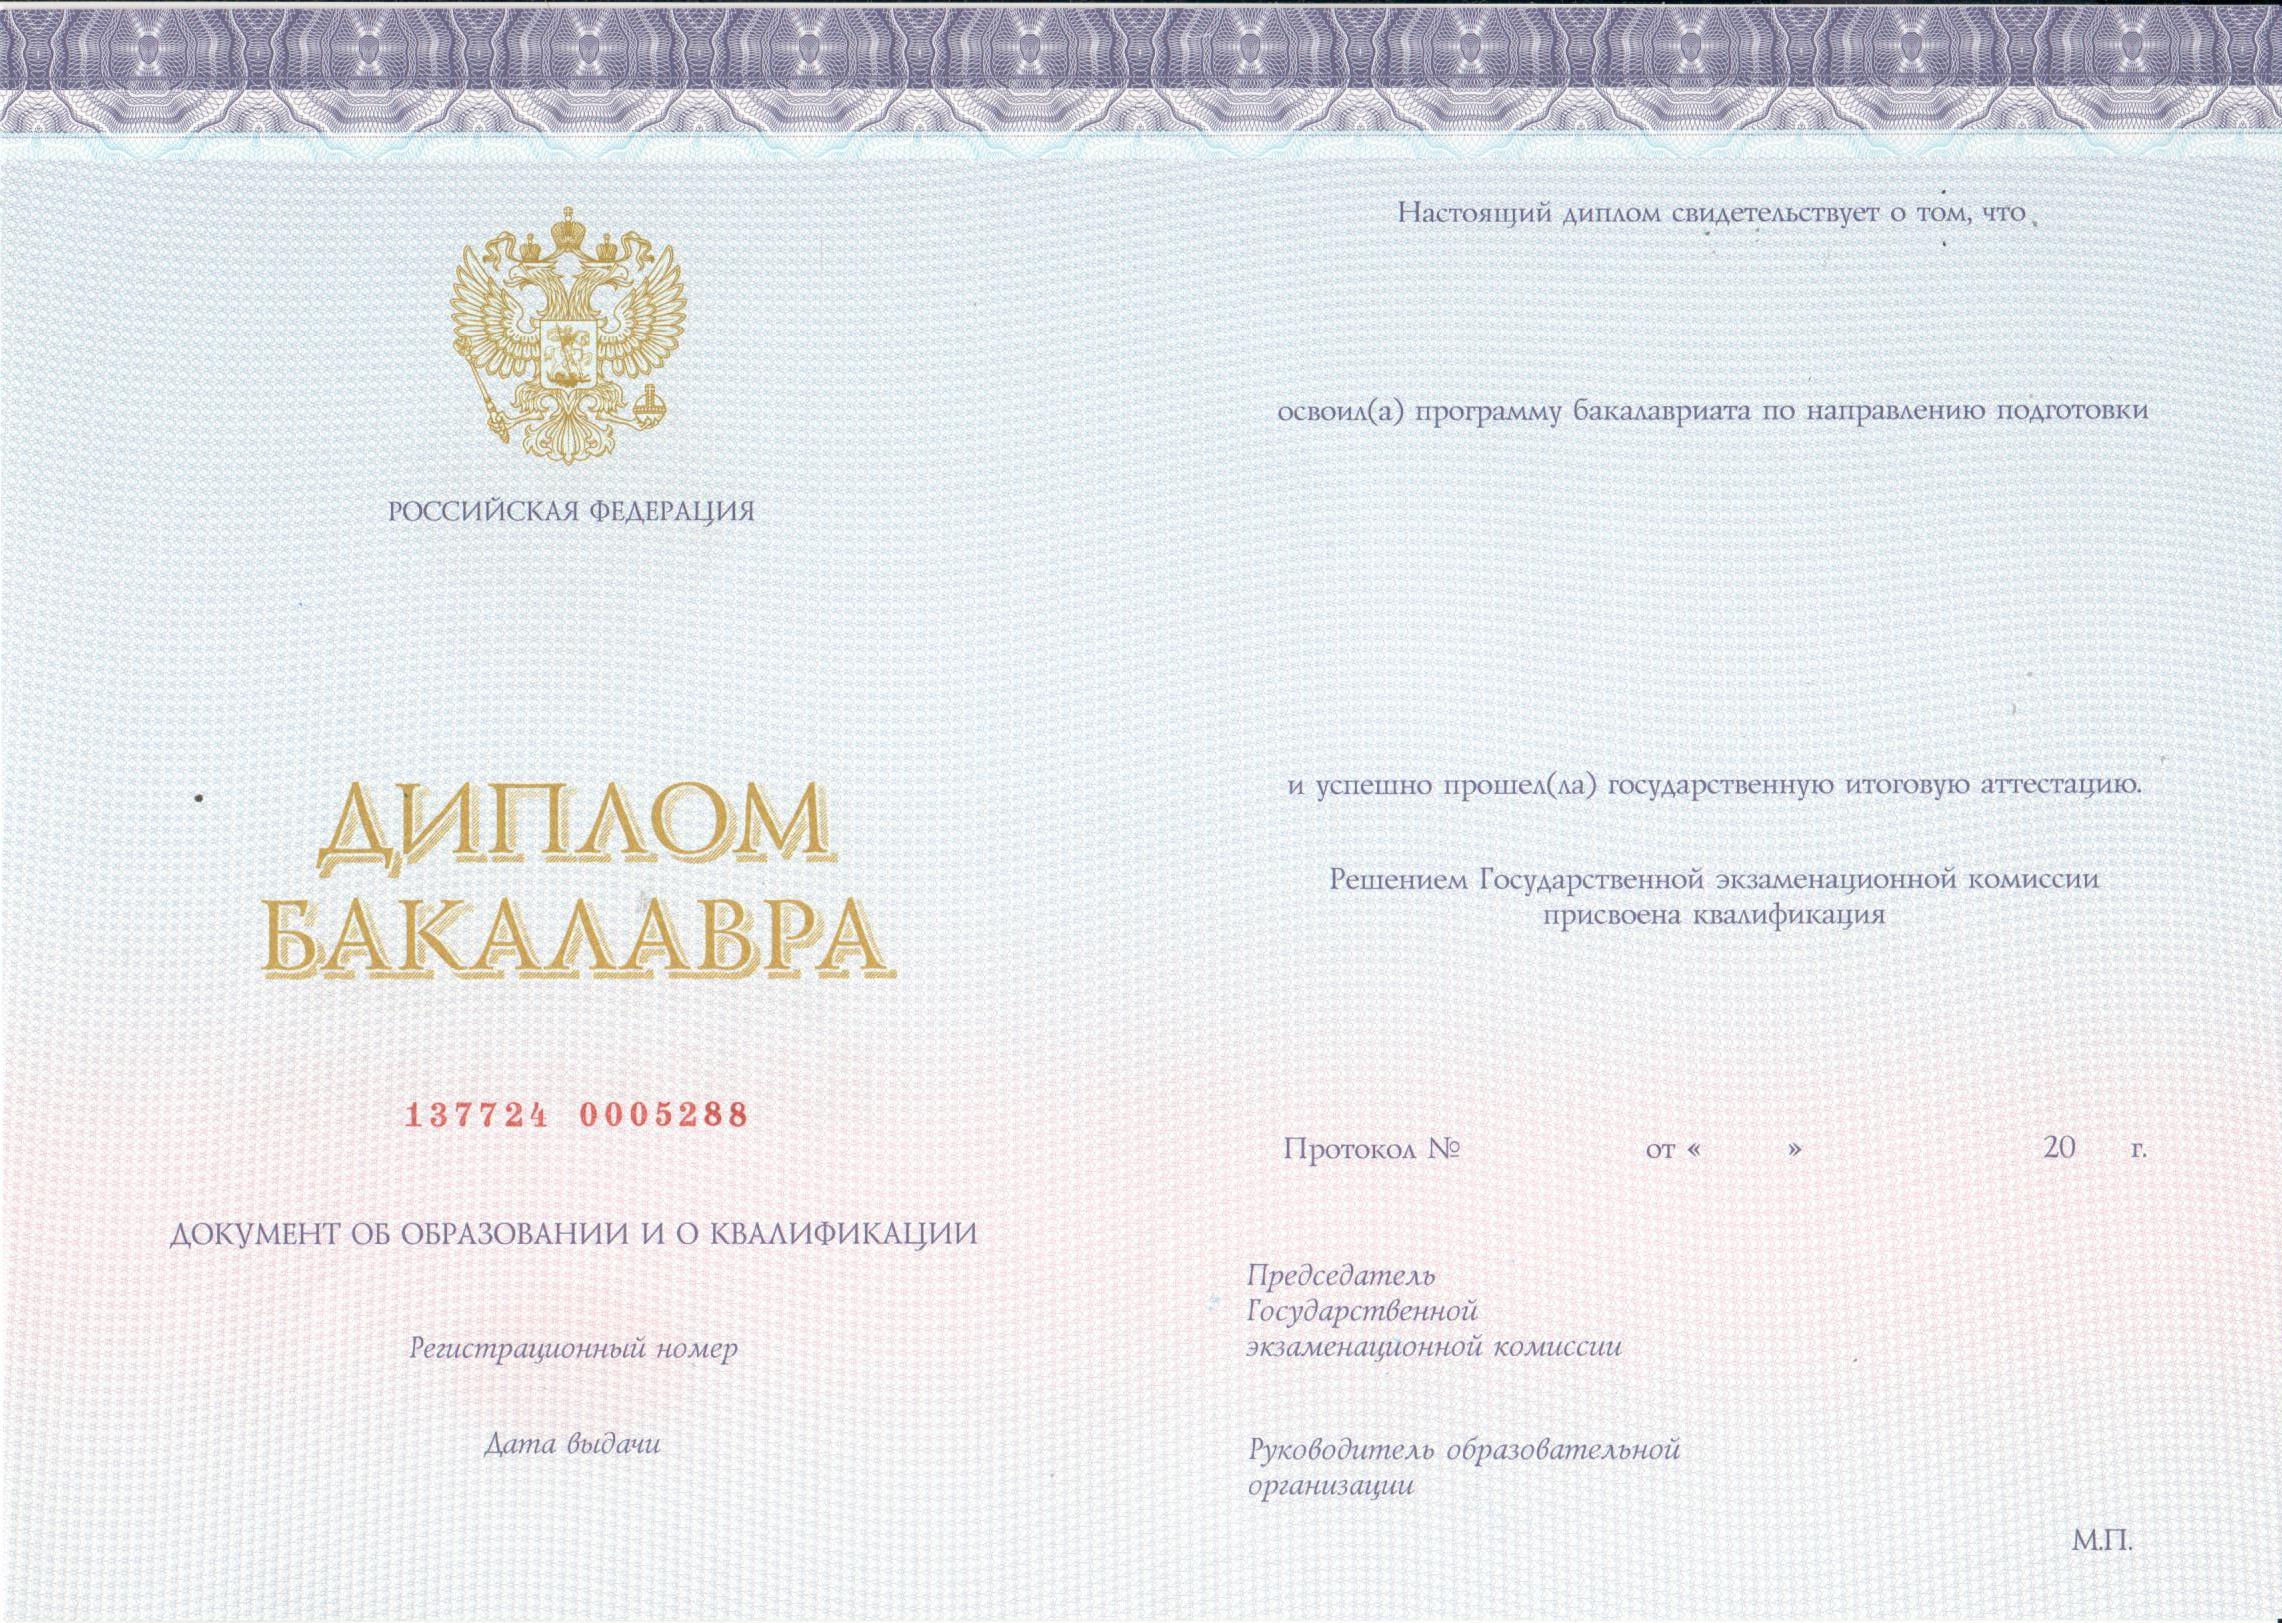 РОССИЙСКАЯ ФЕДЕРАЦИЯ
ДИПЛОМ
БАКАЛАВРА
137724 0005288
ДОКУМЕНТ ОБ ОБРАЗОВАНИИ И О КВАЛИФИКАЦИИ
Регистрационный номер
Дата выдачи
Настоящий диплом свидетельствует о том, что
освоил(а) программу бакалавриата по направлению подготовки
и успешно прошел(ла) государственную итоговую аттестацию.
Решением Государственной экзаменационной комиссии
присвоена квалификация
Протокол № от « » 20 г.
Председатель
Государственной
экзаменационной комиссии
Руководитель образовательной
организации
М.П.